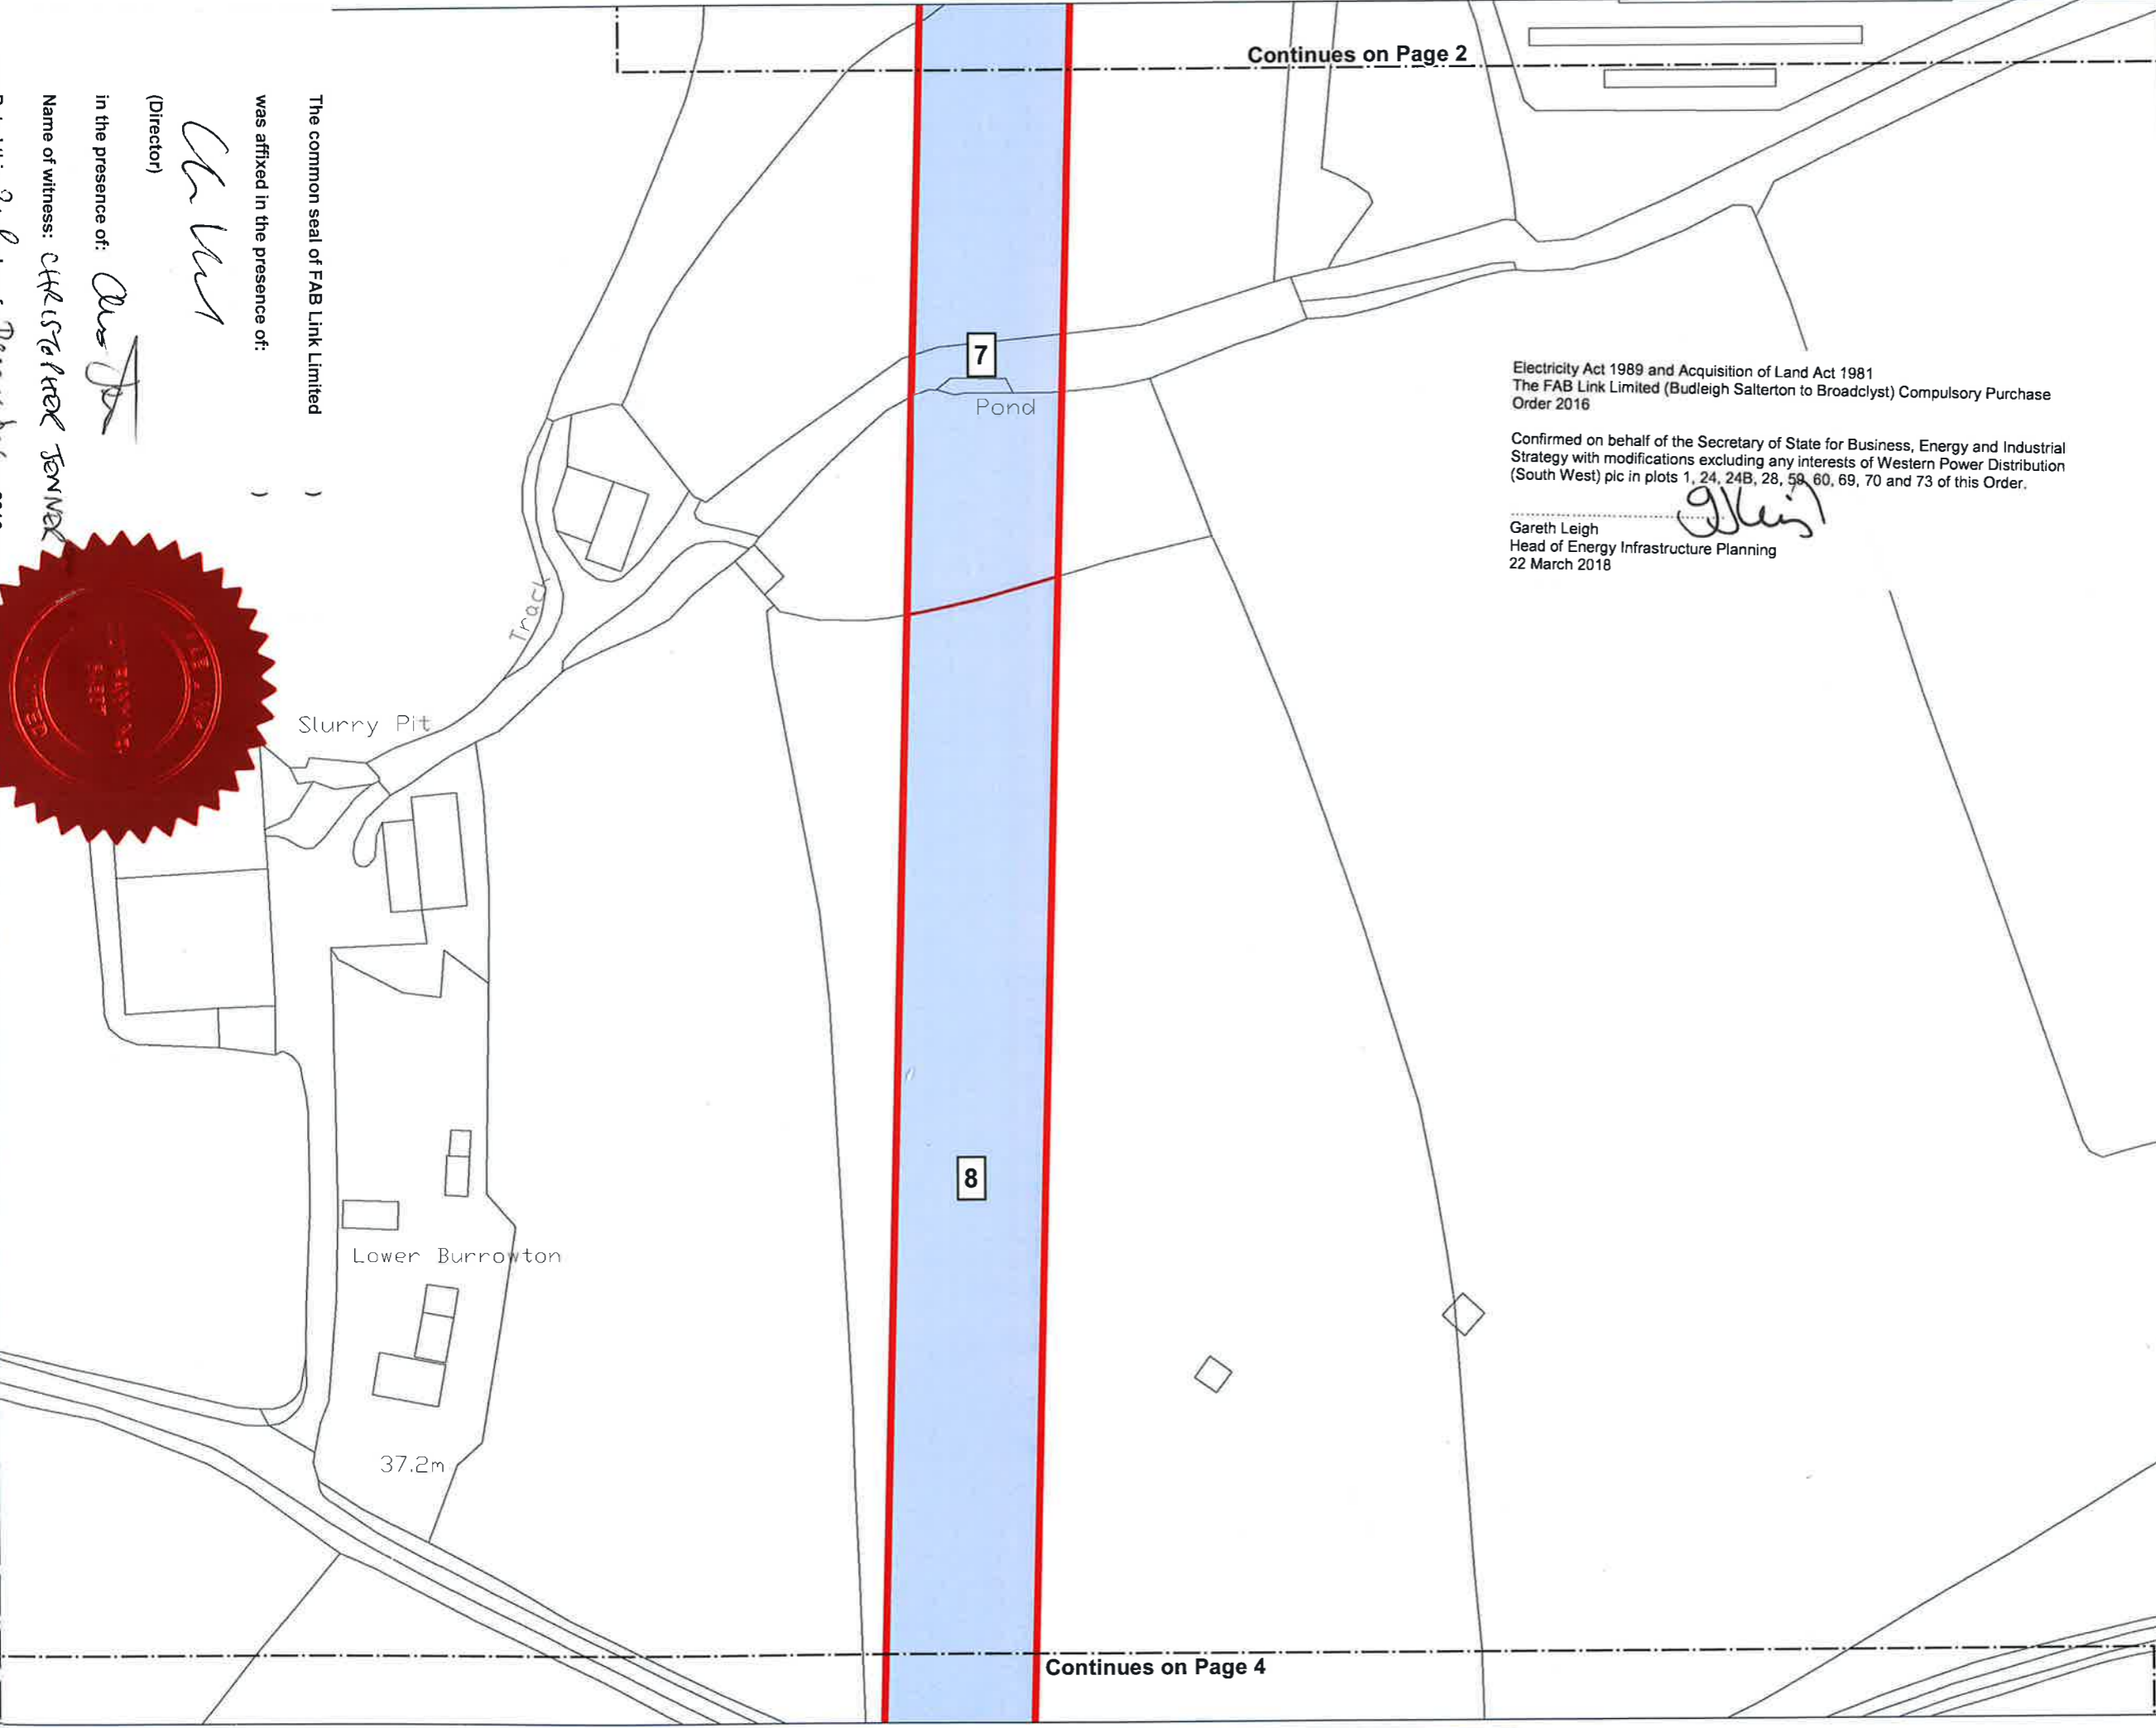 Continues on Page 2
The common seal of FAB Link Limited )
was affixed in the presence of: )
(Director)
in the presence of:
Name of witness: CHRISTOPHER JENNER
7
Pond
Electricity Act 1989 and Acquisition of Land Act 1981
The FAB Link Limited (Budleigh Salterton to Broadclyst) Compulsory Purchase
Order 2016
Confirmed on behalf of the Secretary of State for Business, Energy and Industrial
Strategy with modifications excluding any interests of Western Power Distribution
(South West) plc in plots 1, 24, 24B, 28, 59, 60, 69, 70 and 73 of this Order.
Gareth Leigh
Head of Energy Infrastructure Planning
22 March 2018
Track
Slurry Pit
8
Lower Burrowton
37.2m
Continues on Page 4